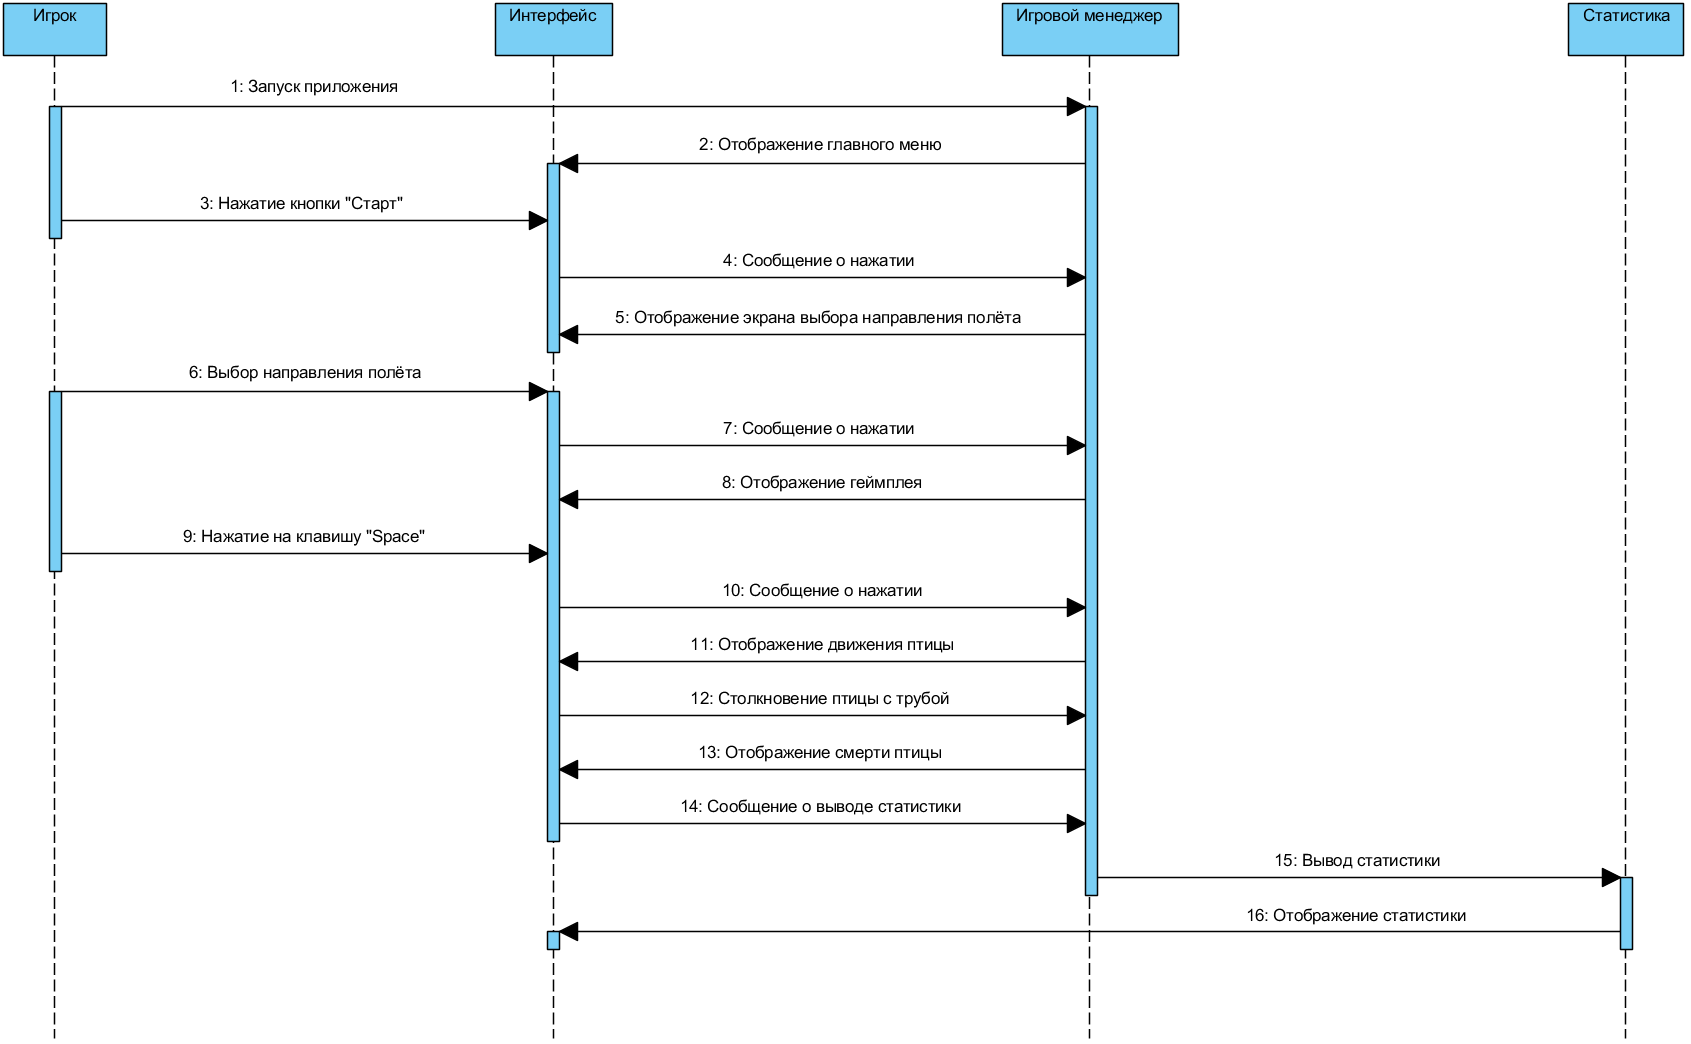 Игрок
Интерфейс
Игровой менеджер
Статистика
1: Запуск приложения
2: Отображение главного меню
3: Нажатие кнопки "Старт"
4: Сообщение о нажатии
5: Отображение экрана выбора направления полёта
6: Выбор направления полёта
7: Сообщение о нажатии
8: Отображение геймплея
9: Нажатие на клавишу "Space"
10: Сообщение о нажатии
11: Отображение движения птицы
12: Столкновение птицы с трубой
13: Отображение смерти птицы
14: Сообщение о выводе статистики
15: Вывод статистики
16: Отображение статистики